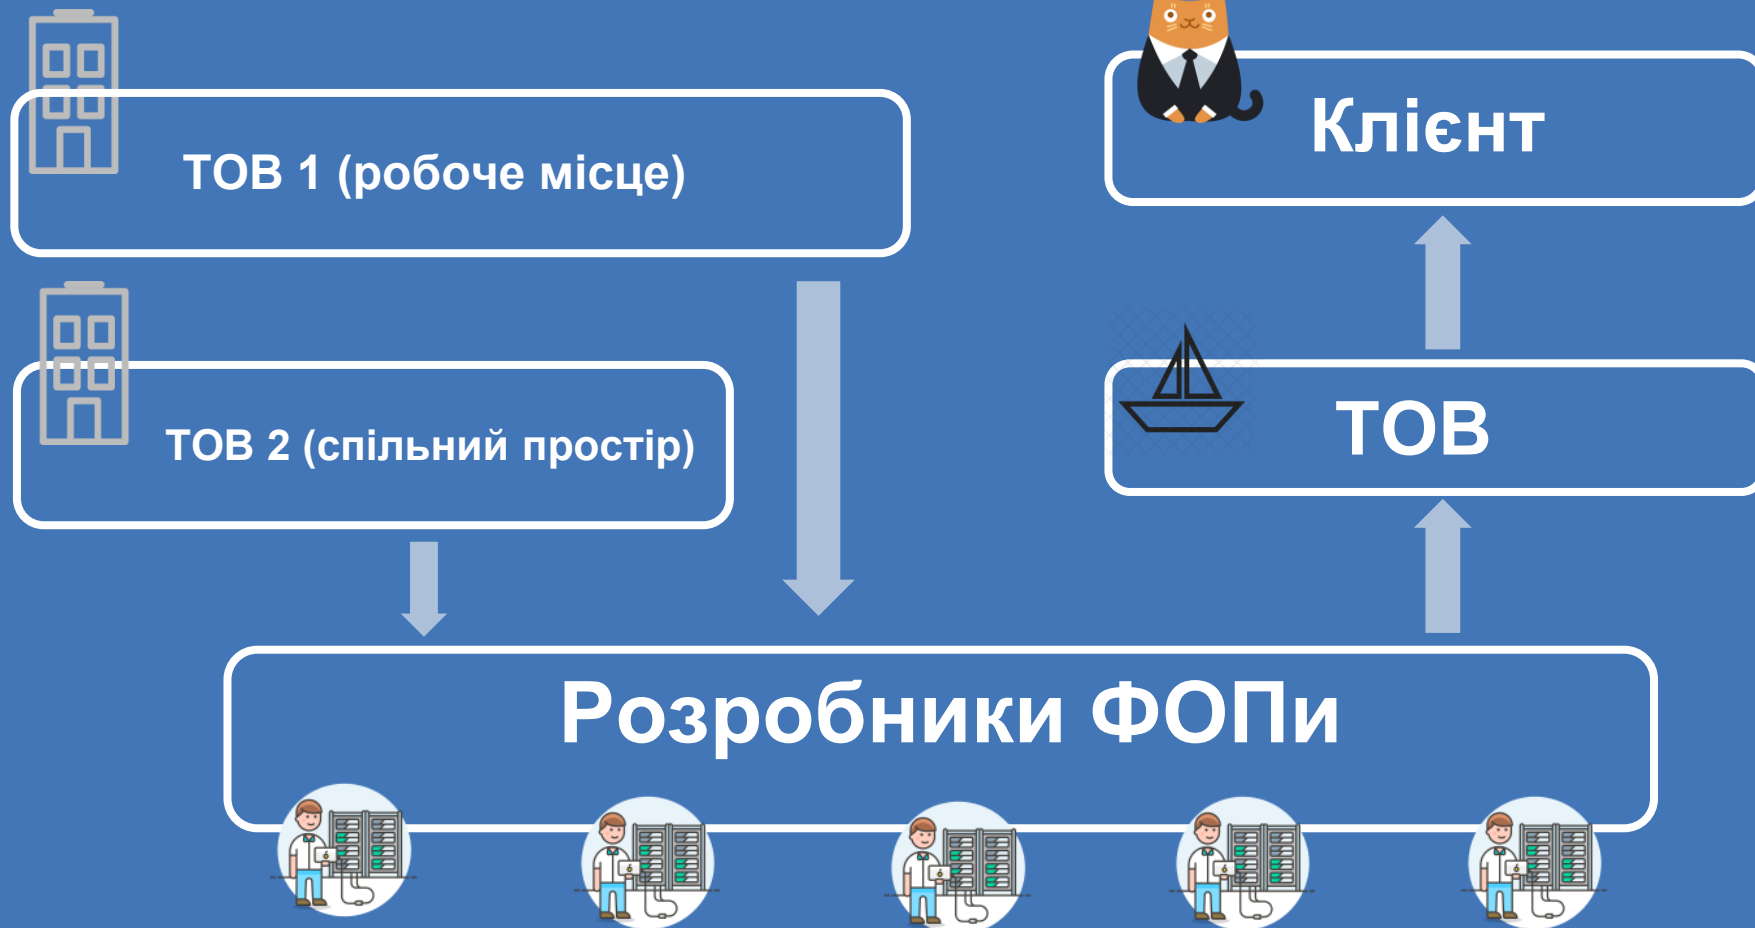 ТОВ 1 (робоче місце)
ТОВ 2 (спільний простір)
Клієнт
ТОВ
Розробники ФОПи